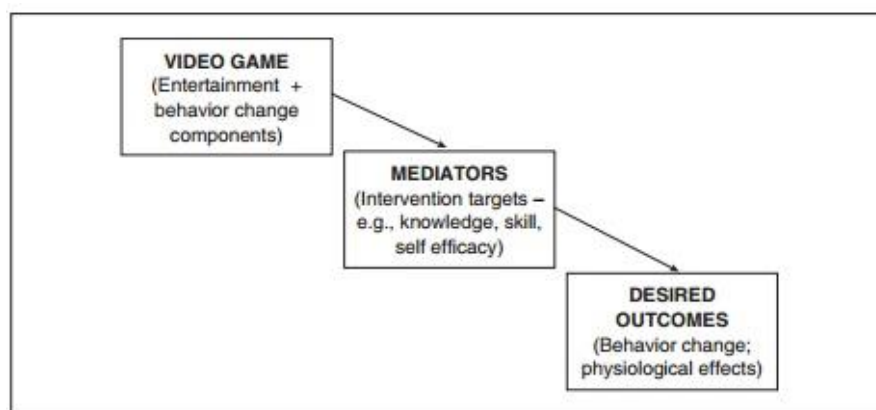 VIDEO GAME
(Entertainment +
behavior change
components)
MEDIATORS
(Intervention targets –
e.g., knowledge, skill,
self efficacy)
DESIRED
OUTCOMES
(Behavior change;
physiological effects)